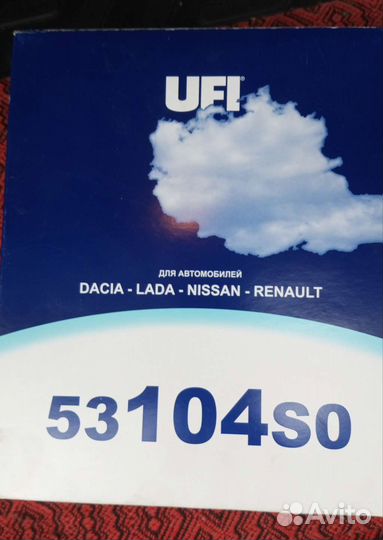 UFI
ДЛЯ АВТОМОБИЛЕЙ
DACIA - LADA - NISSAN - RENAULT
53104S0
Avito